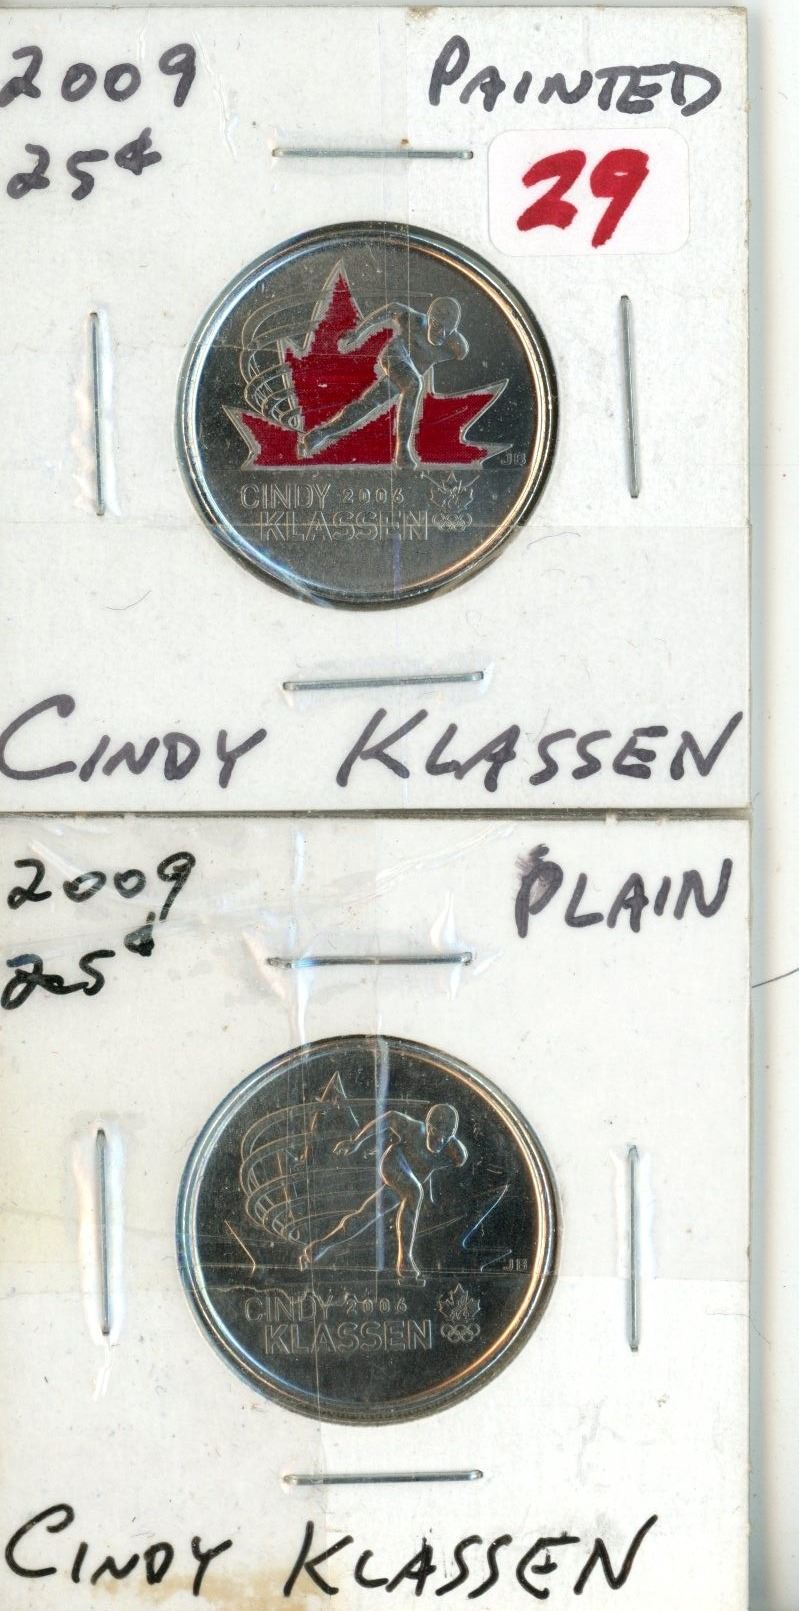 2009 PAINTED
25¢ 29
CINDY 2006
KLASSEN
JB
CINDY KLASSEN
2009 PLAIN
25¢
JB
CINDY 2006
KLASSEN
CINDY KLASSEN